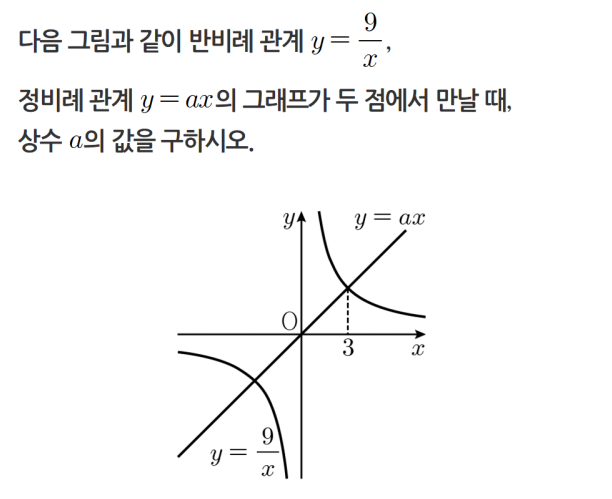 다음 그림과 같이 반비례 관계 y = 9/x,
정비례 관계 y = ax의 그래프가 두 점에서 만날 때,
상수 a의 값을 구하시오.
y
y = ax
O
3
x
y = 9/x